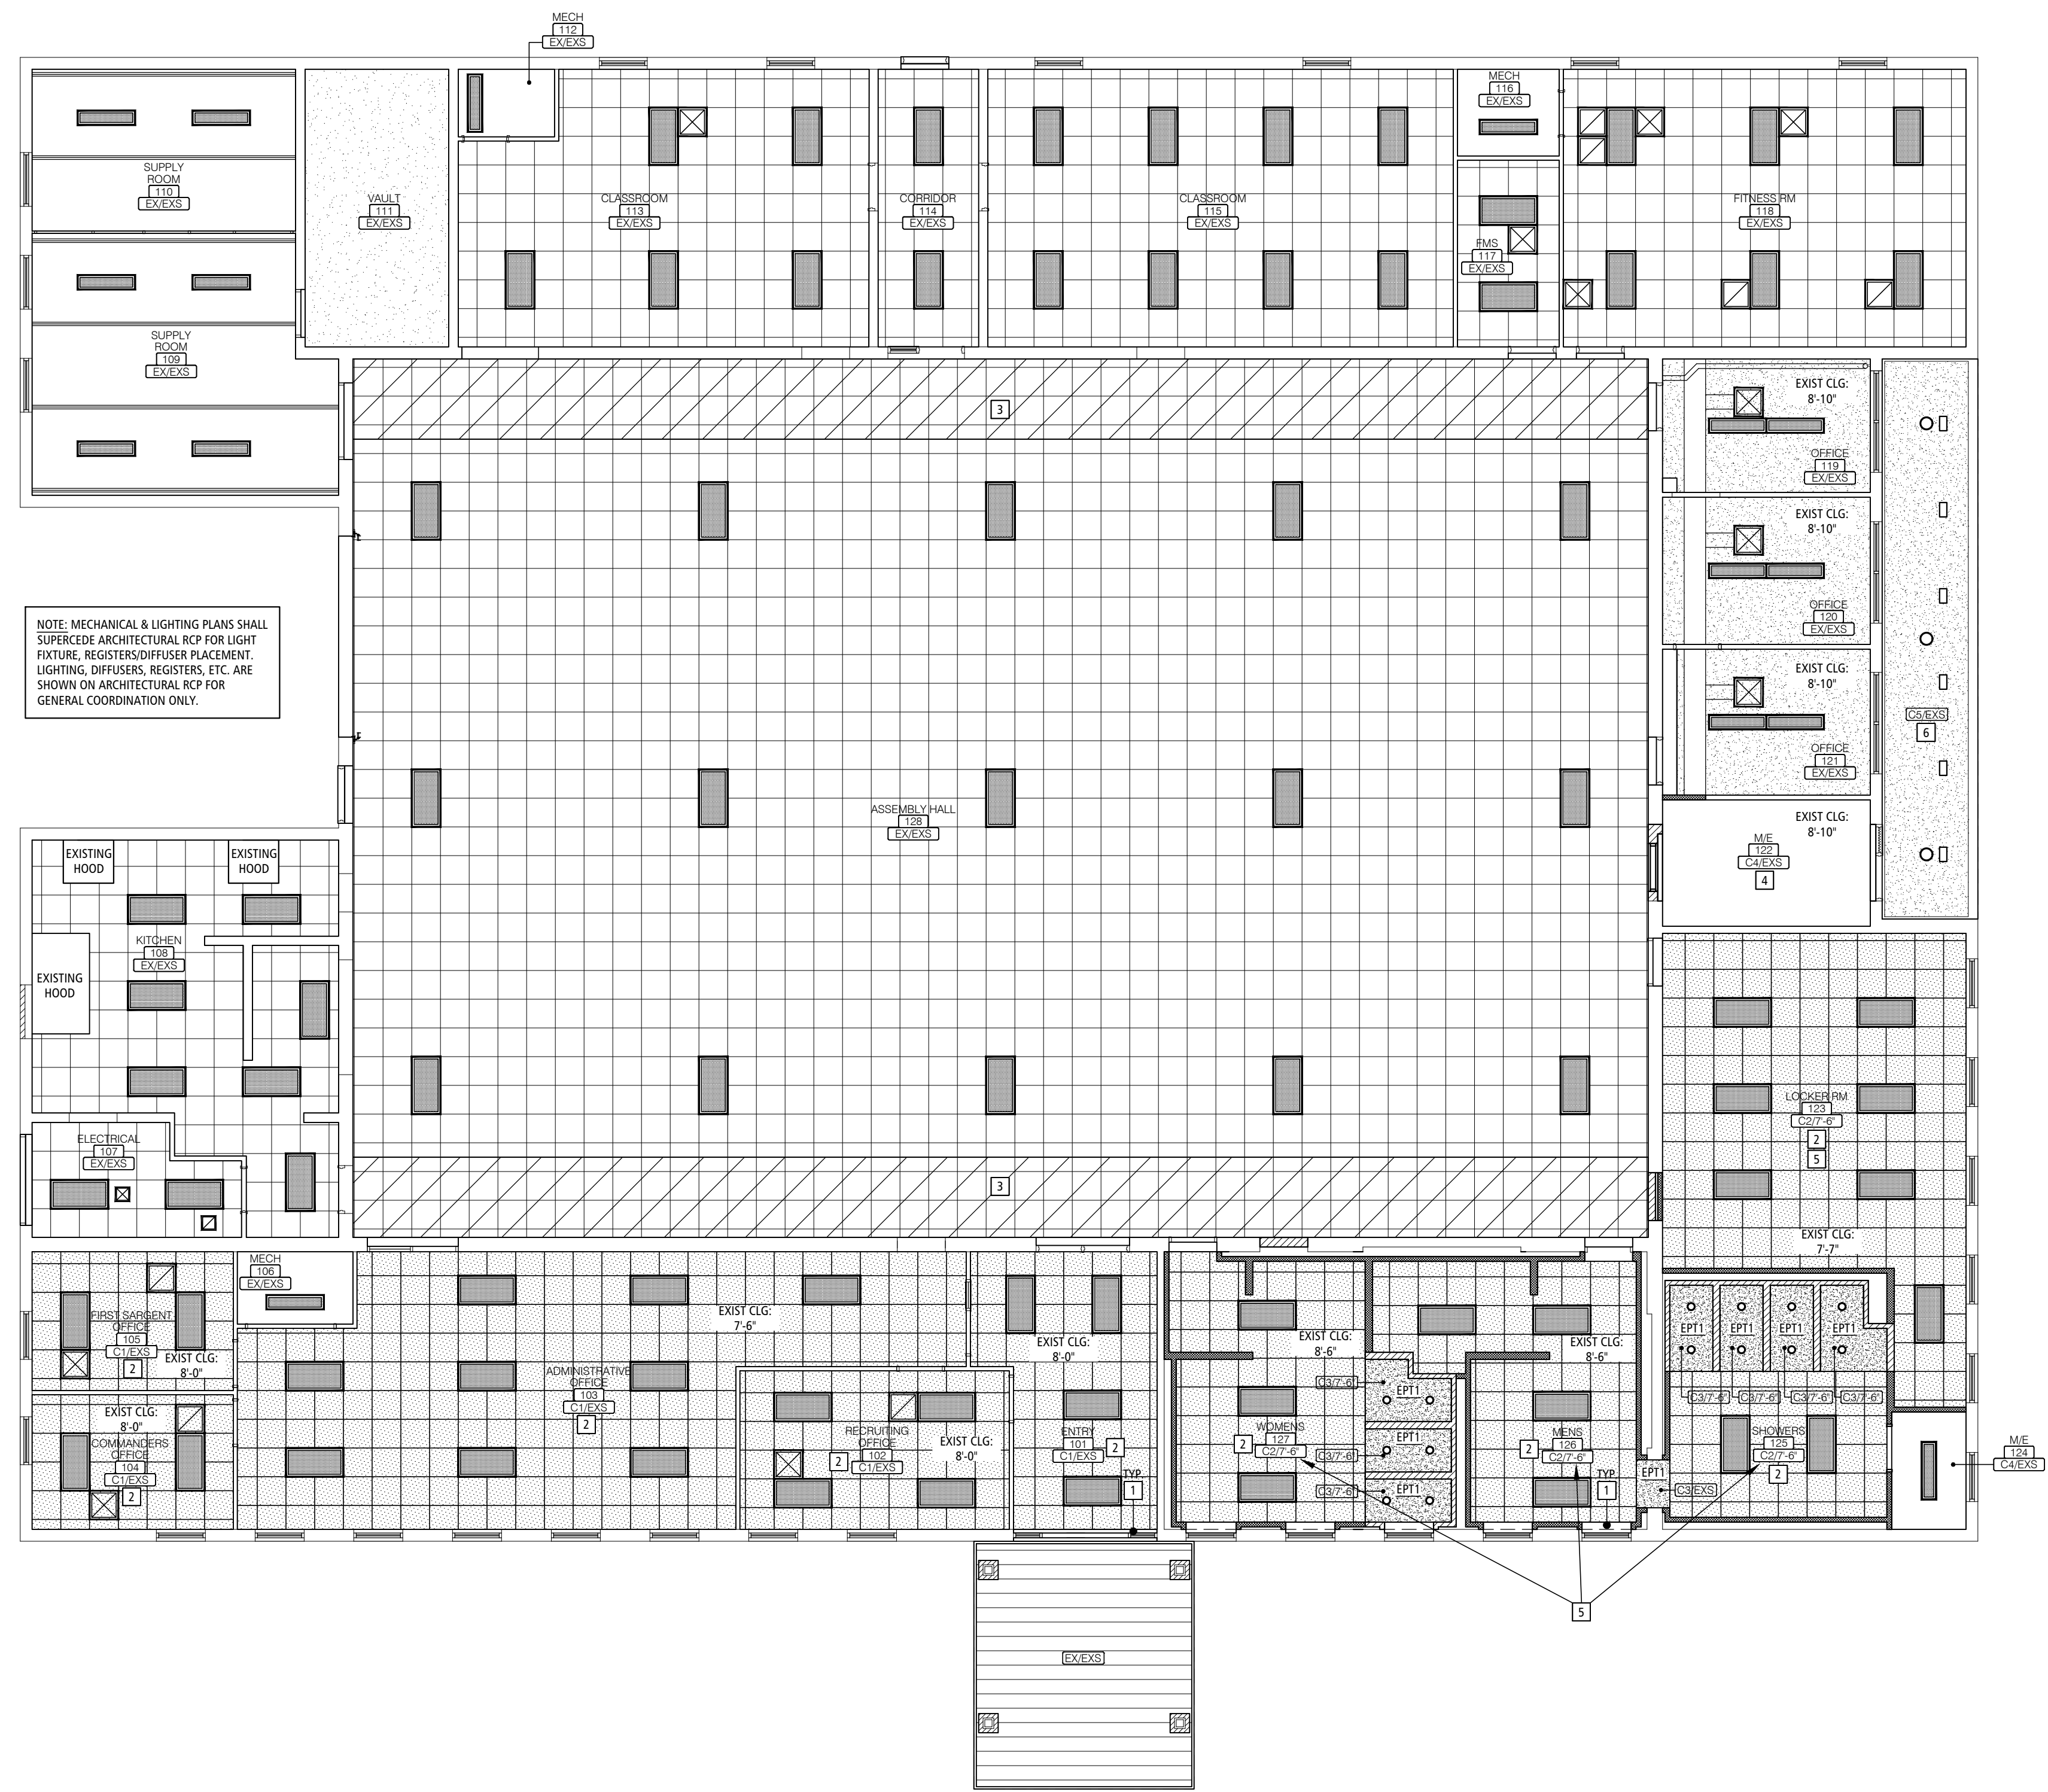 MECH
112
EX/EXS
SUPPLY
ROOM
110
EX/EXS
VAULT
111
EX/EXS
CLASSROOM
113
EX/EXS
CORRIDOR
114
EX/EXS
CLASSROOM
115
EX/EXS
MECH
116
EX/EXS
FMS
117
EX/EXS
FITNESS RM
118
EX/EXS
SUPPLY
ROOM
109
EX/EXS
3
EXIST CLG:
8'-10"
OFFICE
119
EX/EXS
EXIST CLG:
8'-10"
OFFICE
120
EX/EXS
EXIST CLG:
8'-10"
OFFICE
121
EX/EXS
C5/EXS
6
NOTE: MECHANICAL & LIGHTING PLANS SHALL
SUPERCEDE ARCHITECTURAL RCP FOR LIGHT
FIXTURE, REGISTERS/DIFFUSER PLACEMENT.
LIGHTING, DIFFUSERS, REGISTERS, ETC. ARE
SHOWN ON ARCHITECTURAL RCP FOR
GENERAL COORDINATION ONLY.
ASSEMBLY HALL
128
EX/EXS
EXIST CLG:
8'-10"
M/E
122
C4/EXS
4
EXISTING
HOOD
EXISTING
HOOD
KITCHEN
108
EX/EXS
EXISTING
HOOD
ELECTRICAL
107
EX/EXS
3
LOCKER RM
123
C2/7'-6"
2
5
EXIST CLG:
7'-7"
MECH
106
EX/EXS
FIRST SARGENT
OFFICE
105
C1/EXS
2
EXIST CLG:
8'-0"
EXIST CLG:
8'-0"
COMMANDERS
OFFICE
104
C1/EXS
2
EXIST CLG:
7'-6"
ADMINISTRATIVE
OFFICE
103
C1/EXS
2
RECRUITING
OFFICE
102
C1/EXS
2
EXIST CLG:
8'-0"
EXIST CLG:
8'-0"
ENTRY
101
C1/EXS
2
TYP
1
EXIST CLG:
8'-6"
WOMENS
127
C2/7'-6"
2
C3/7'-6"
EPT1
C3/7'-6"
EPT1
C3/7'-6"
EPT1
EXIST CLG:
8'-6"
MENS
126
C2/7'-6"
2
TYP
1
EPT1
C3/EXS
EPT1
EPT1
EPT1
EPT1
C3/7'-6"
C3/7'-6"
C3/7'-6"
C3/7'-6"
SHOWERS
125
C2/7'-6"
2
M/E
124
C4/EXS
5
EX/EXS